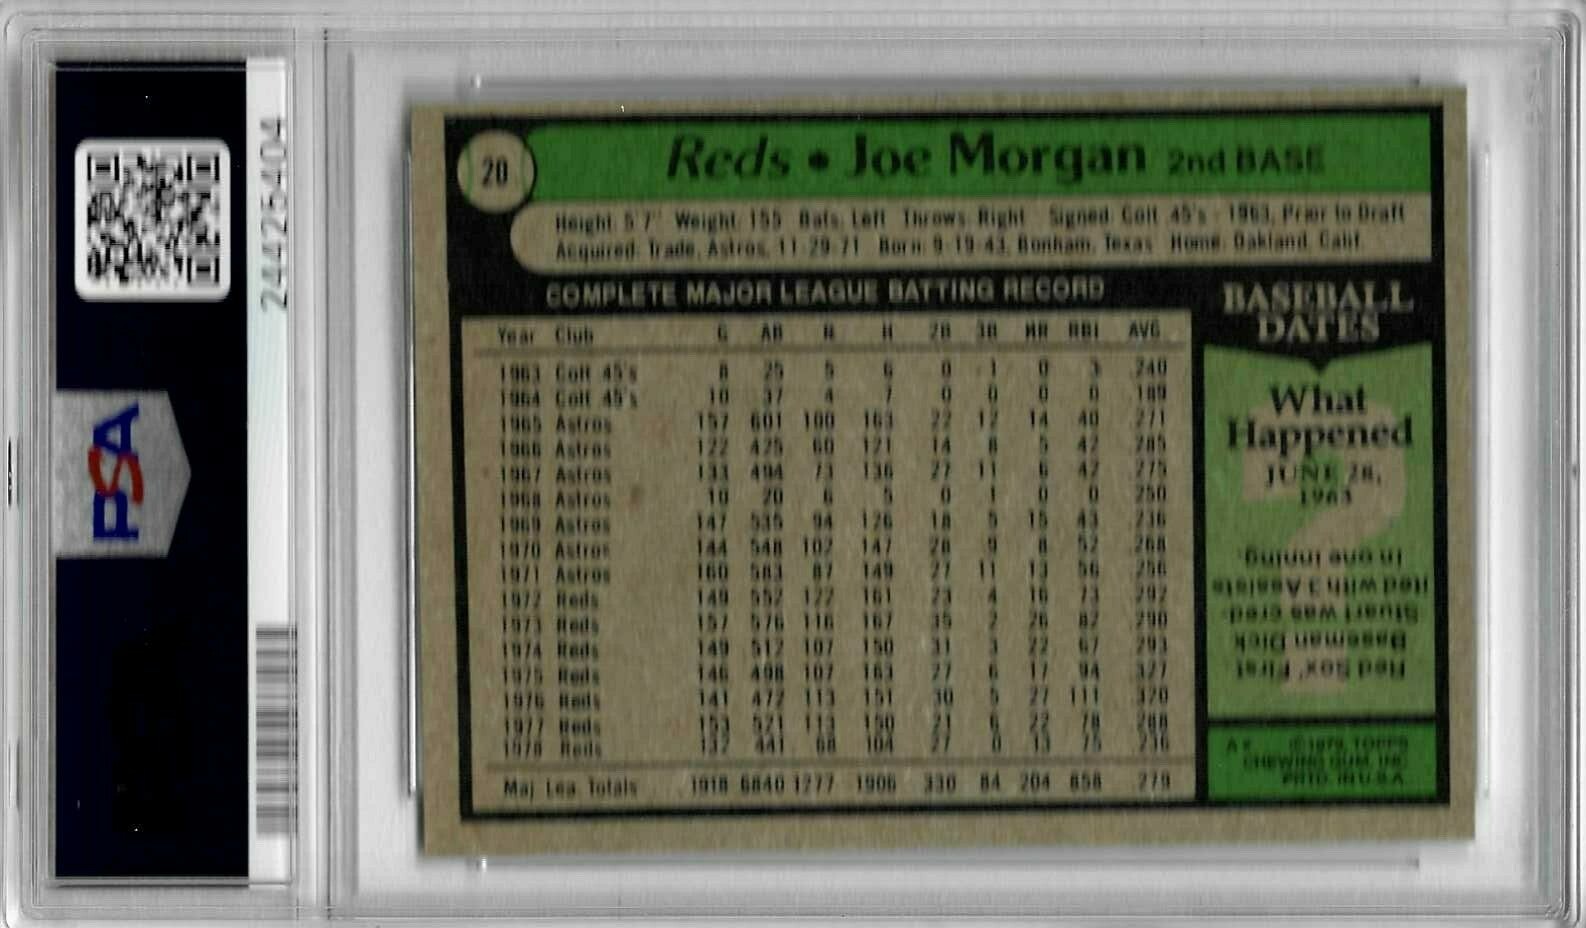 PSA
24425404
20
Reds • Joe Morgan 2nd BASE
Height: 5'7" Weight: 155 Bats: Left Throws: Right Signed: Colt .45's - 1963, Prior to Draft
Acquired: Trade, Astros, 11-29-71 Born: 9-19-43, Bonham, Texas Home: Oakland, Calif.
COMPLETE MAJOR LEAGUE BATTING RECORD
Year Club G AB R H 2B 3B HR RBI AVG.
1963 Colt 45's 8 25 5 6 0 1 0 3 .240
1964 Colt 45's 10 37 4 7 0 0 0 0 .189
1965 Astros 157 601 100 163 22 12 14 40 .271
1966 Astros 122 425 60 121 14 8 5 42 .285
1967 Astros 133 494 73 136 27 11 6 42 .275
1968 Astros 10 20 6 5 0 1 0 0 .250
1969 Astros 147 535 94 126 18 5 15 43 .236
1970 Astros 144 548 102 147 28 9 8 52 .268
1971 Astros 160 583 87 149 27 11 13 56 .256
1972 Reds 149 552 122 161 23 4 16 73 .292
1973 Reds 157 576 116 167 35 2 26 82 .290
1974 Reds 149 512 107 150 31 3 22 67 .293
1975 Reds 146 498 107 163 27 6 17 94 .327
1976 Reds 141 472 113 151 30 5 27 111 .320
1977 Reds 153 521 113 150 21 6 22 78 .288
1978 Reds 132 441 68 104 27 0 13 75 .236
Maj. Lea. Totals 1918 6840 1277 1906 330 84 204 858 .279
BASEBALL
DATES
What
Happened
JUNE 28,
1963
Red Sox' First
Baseman Dick
Stuart was cred-
ited with 3 Assists
in one inning.
©1979 TOPPS
CHEWING GUM, INC.
PRTD. IN U.S.A.